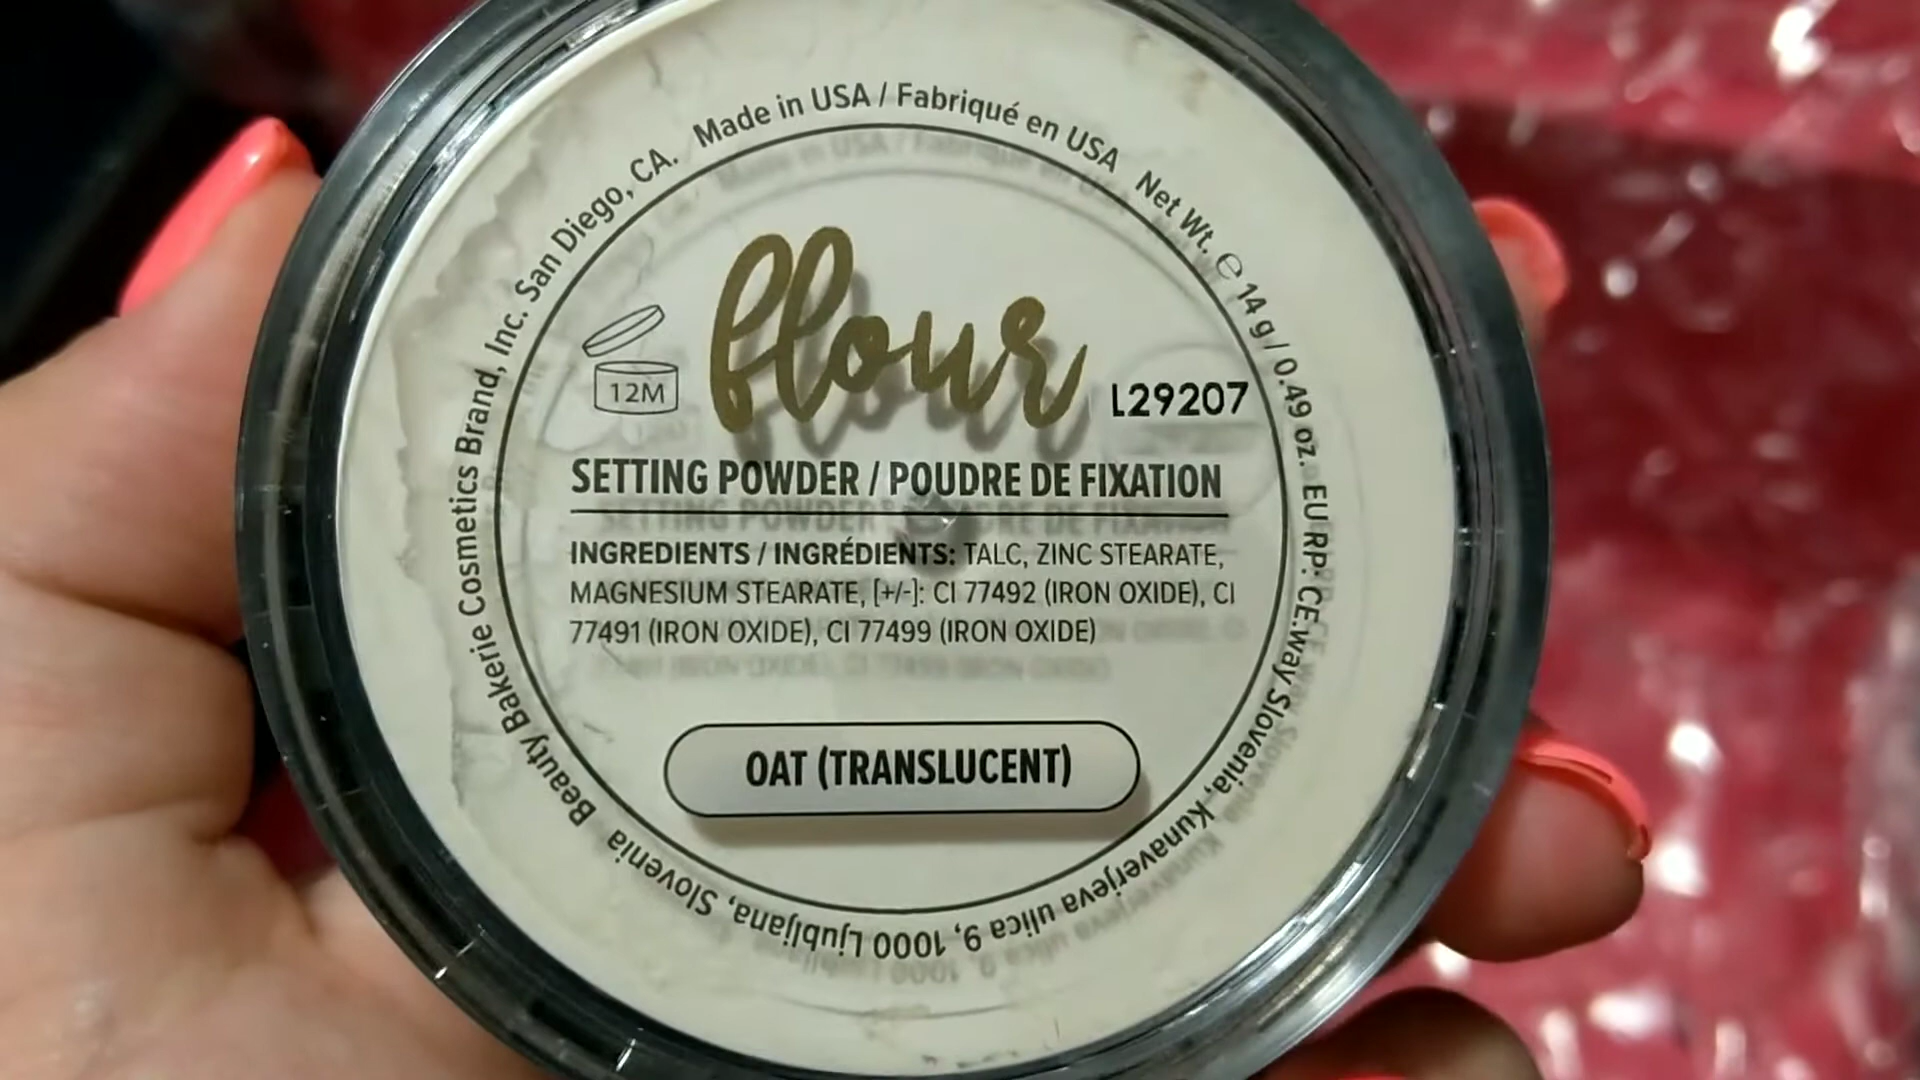 Beauty Bakerie Cosmetics Brand, Inc. San Diego, CA. Made in USA / Fabriqué en USA Net Wt. ℮ 14 g / 0.49 oz. EU RP: CE.way Slovenia, Kunaverjeva ulica 9, 1000 Ljubljana, Slovenia
flour
12M
L29207
SETTING POWDER / POUDRE DE FIXATION
INGREDIENTS / INGRÉDIENTS: TALC, ZINC STEARATE,
MAGNESIUM STEARATE, [+/-]: CI 77492 (IRON OXIDE), CI
77491 (IRON OXIDE), CI 77499 (IRON OXIDE)
OAT (TRANSLUCENT)